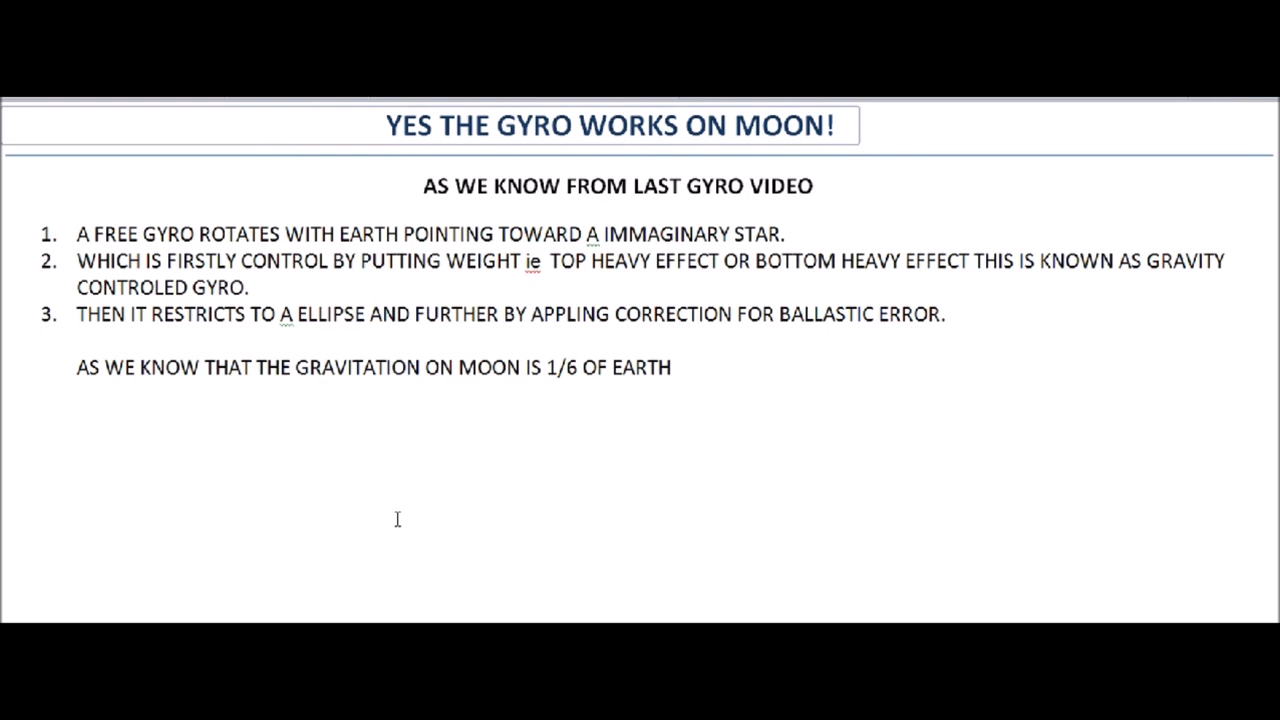 YES THE GYRO WORKS ON MOON!
AS WE KNOW FROM LAST GYRO VIDEO
1. A FREE GYRO ROTATES WITH EARTH POINTING TOWARD A IMMAGINARY STAR.
2. WHICH IS FIRSTLY CONTROL BY PUTTING WEIGHT ie TOP HEAVY EFFECT OR BOTTOM HEAVY EFFECT THIS IS KNOWN AS GRAVITY
CONTROLED GYRO.
3. THEN IT RESTRICTS TO A ELLIPSE AND FURTHER BY APPLING CORRECTION FOR BALLASTIC ERROR.
AS WE KNOW THAT THE GRAVITATION ON MOON IS 1/6 OF EARTH